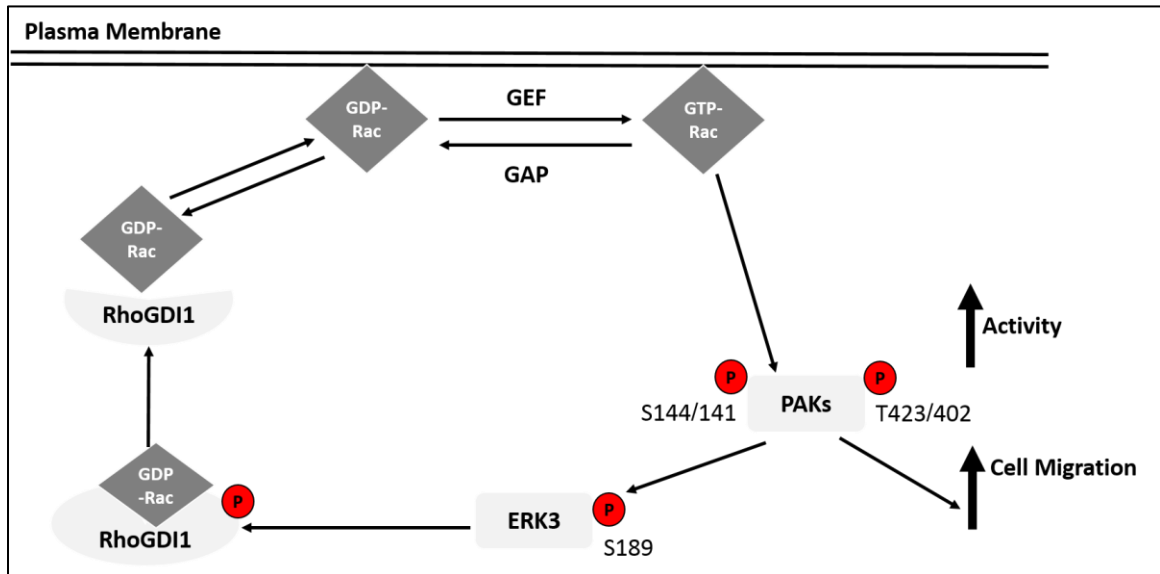 Plasma Membrane
GDP-
Rac
GEF
GAP
GTP-
Rac
GDP-
Rac
RhoGDI1
Activity
P
P
S144/141
PAKs
T423/402
Cell Migration
GDP
-Rac
P
RhoGDI1
ERK3
P
S189